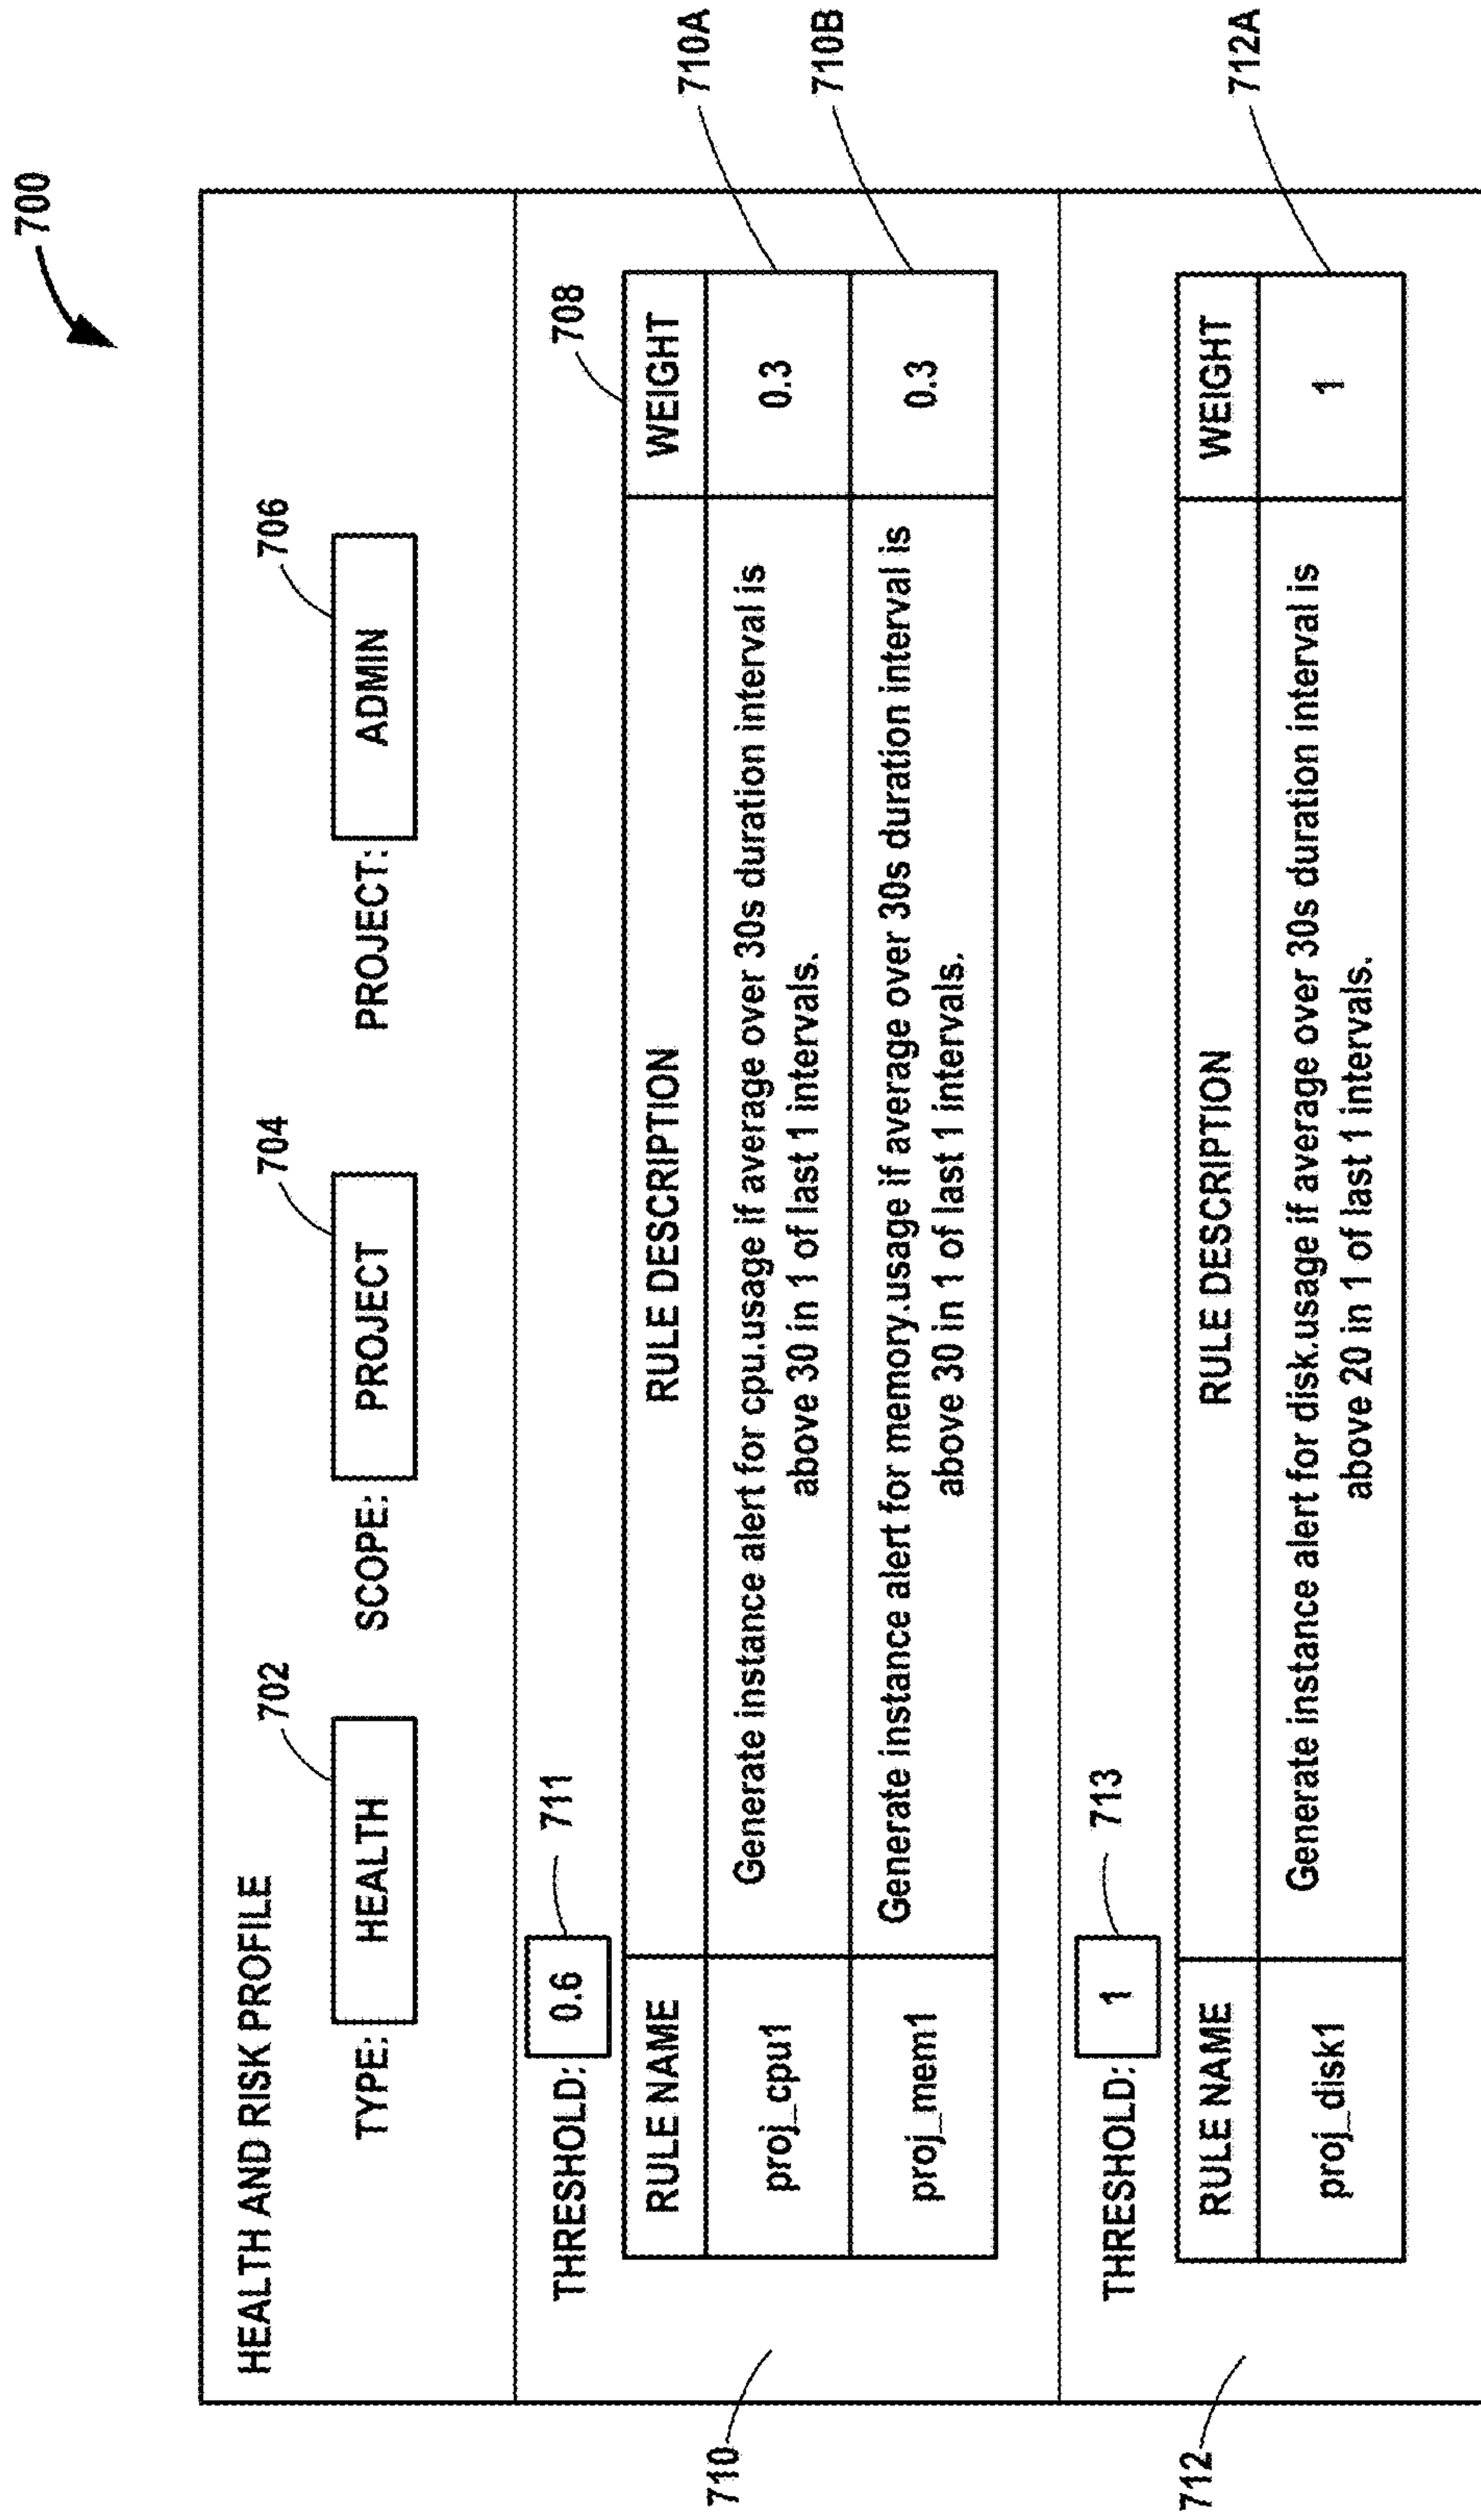 700
HEALTH AND RISK PROFILE
702
704
706
TYPE: HEALTH SCOPE: PROJECT PROJECT: ADMIN
711
THRESHOLD: 0.6
708
RULE NAME RULE DESCRIPTION WEIGHT
710A
proj_cpu1 Generate instance alert for cpu.usage if average over 30s duration interval is 0.3
above 30 in 1 of last 1 intervals.
710
710B
proj_mem1 Generate instance alert for memory.usage if average over 30s duration interval is 0.3
above 30 in 1 of last 1 intervals.
713
THRESHOLD: 1
RULE NAME RULE DESCRIPTION WEIGHT
712
712A
proj_disk1 Generate instance alert for disk.usage if average over 30s duration interval is 1
above 20 in 1 of last 1 intervals.